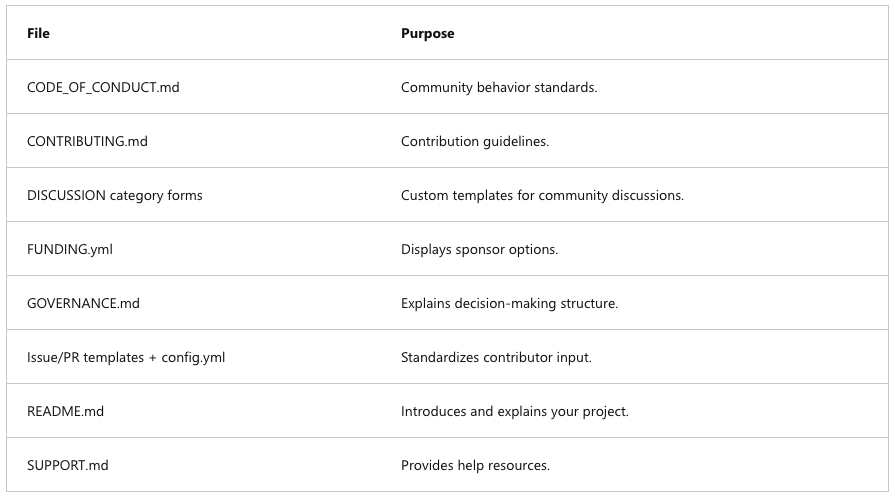 File Purpose
CODE_OF_CONDUCT.md Community behavior standards.
CONTRIBUTING.md Contribution guidelines.
DISCUSSION category forms Custom templates for community discussions.
FUNDING.yml Displays sponsor options.
GOVERNANCE.md Explains decision-making structure.
Issue/PR templates + config.yml Standardizes contributor input.
README.md Introduces and explains your project.
SUPPORT.md Provides help resources.